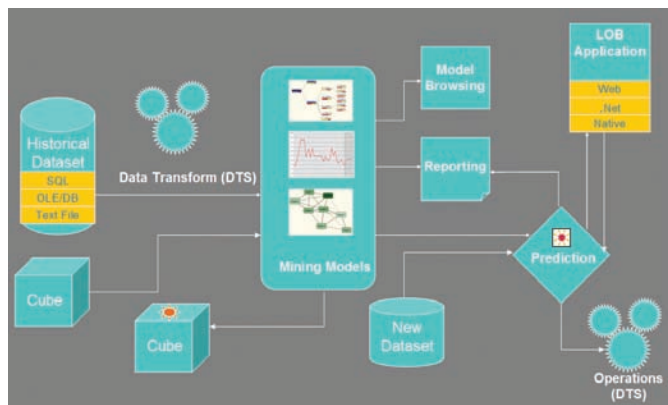 LOB
Application
Web
.Net
Native
Model
Browsing
Historical
Dataset
SQL
OLE/DB
Text File
Data Transform (DTS)
Reporting
Mining Models
Prediction
Cube
Cube
New
Dataset
Operations
(DTS)